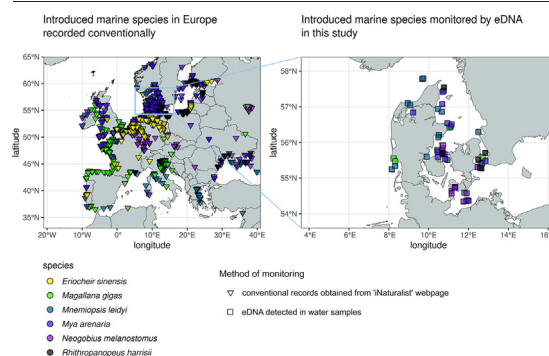 Introduced marine species in Europe
recorded conventionally
Introduced marine species monitored by eDNA
in this study
65°N
60°N
55°N
50°N
45°N
40°N
35°N
latitude
20°W
10°W
0°
10°E
20°E
30°E
40°E
longitude
58°N
57°N
56°N
55°N
54°N
latitude
4°E
6°E
8°E
10°E
12°E
14°E
16°E
longitude
species
Eriocheir sinensis
Magallana gigas
Mnemiopsis leidyi
Mya arenaria
Neogobius melanostomus
Rhithropanopeus harrisii
Method of monitoring
conventional records obtained from 'iNaturalist' webpage
eDNA detected in water samples